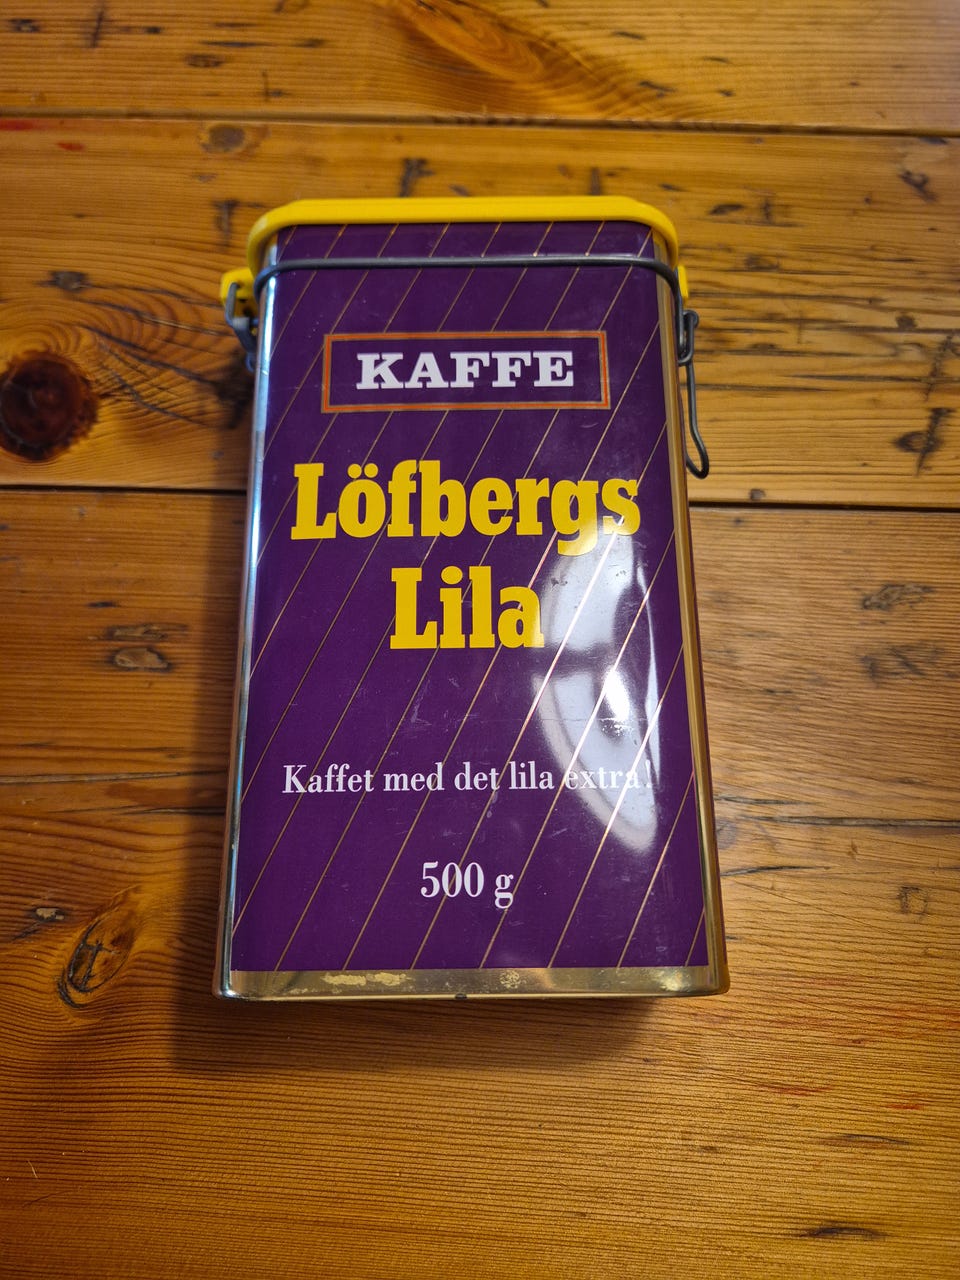 KAFFE
Löfbergs
Lila
Kaffet med det lila extra!
500 g